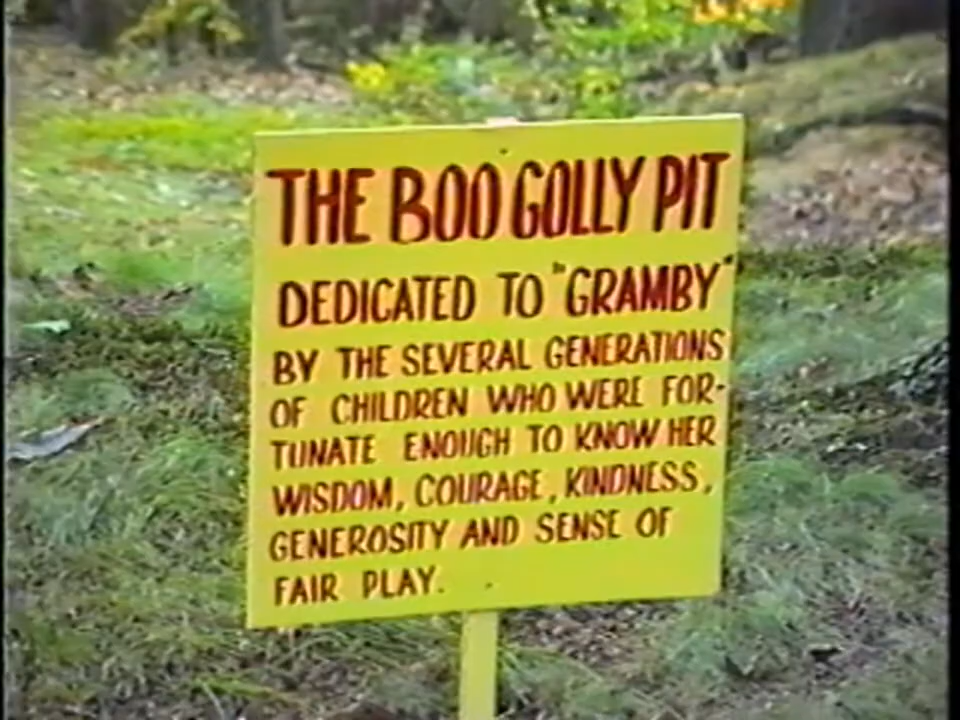 THE BOO GOLLY PIT
DEDICATED TO "GRAMBY"
BY THE SEVERAL GENERATIONS
OF CHILDREN WHO WERE FOR-
TUNATE ENOUGH TO KNOW HER
WISDOM, COURAGE, KINDNESS,
GENEROSITY AND SENSE OF
FAIR PLAY.